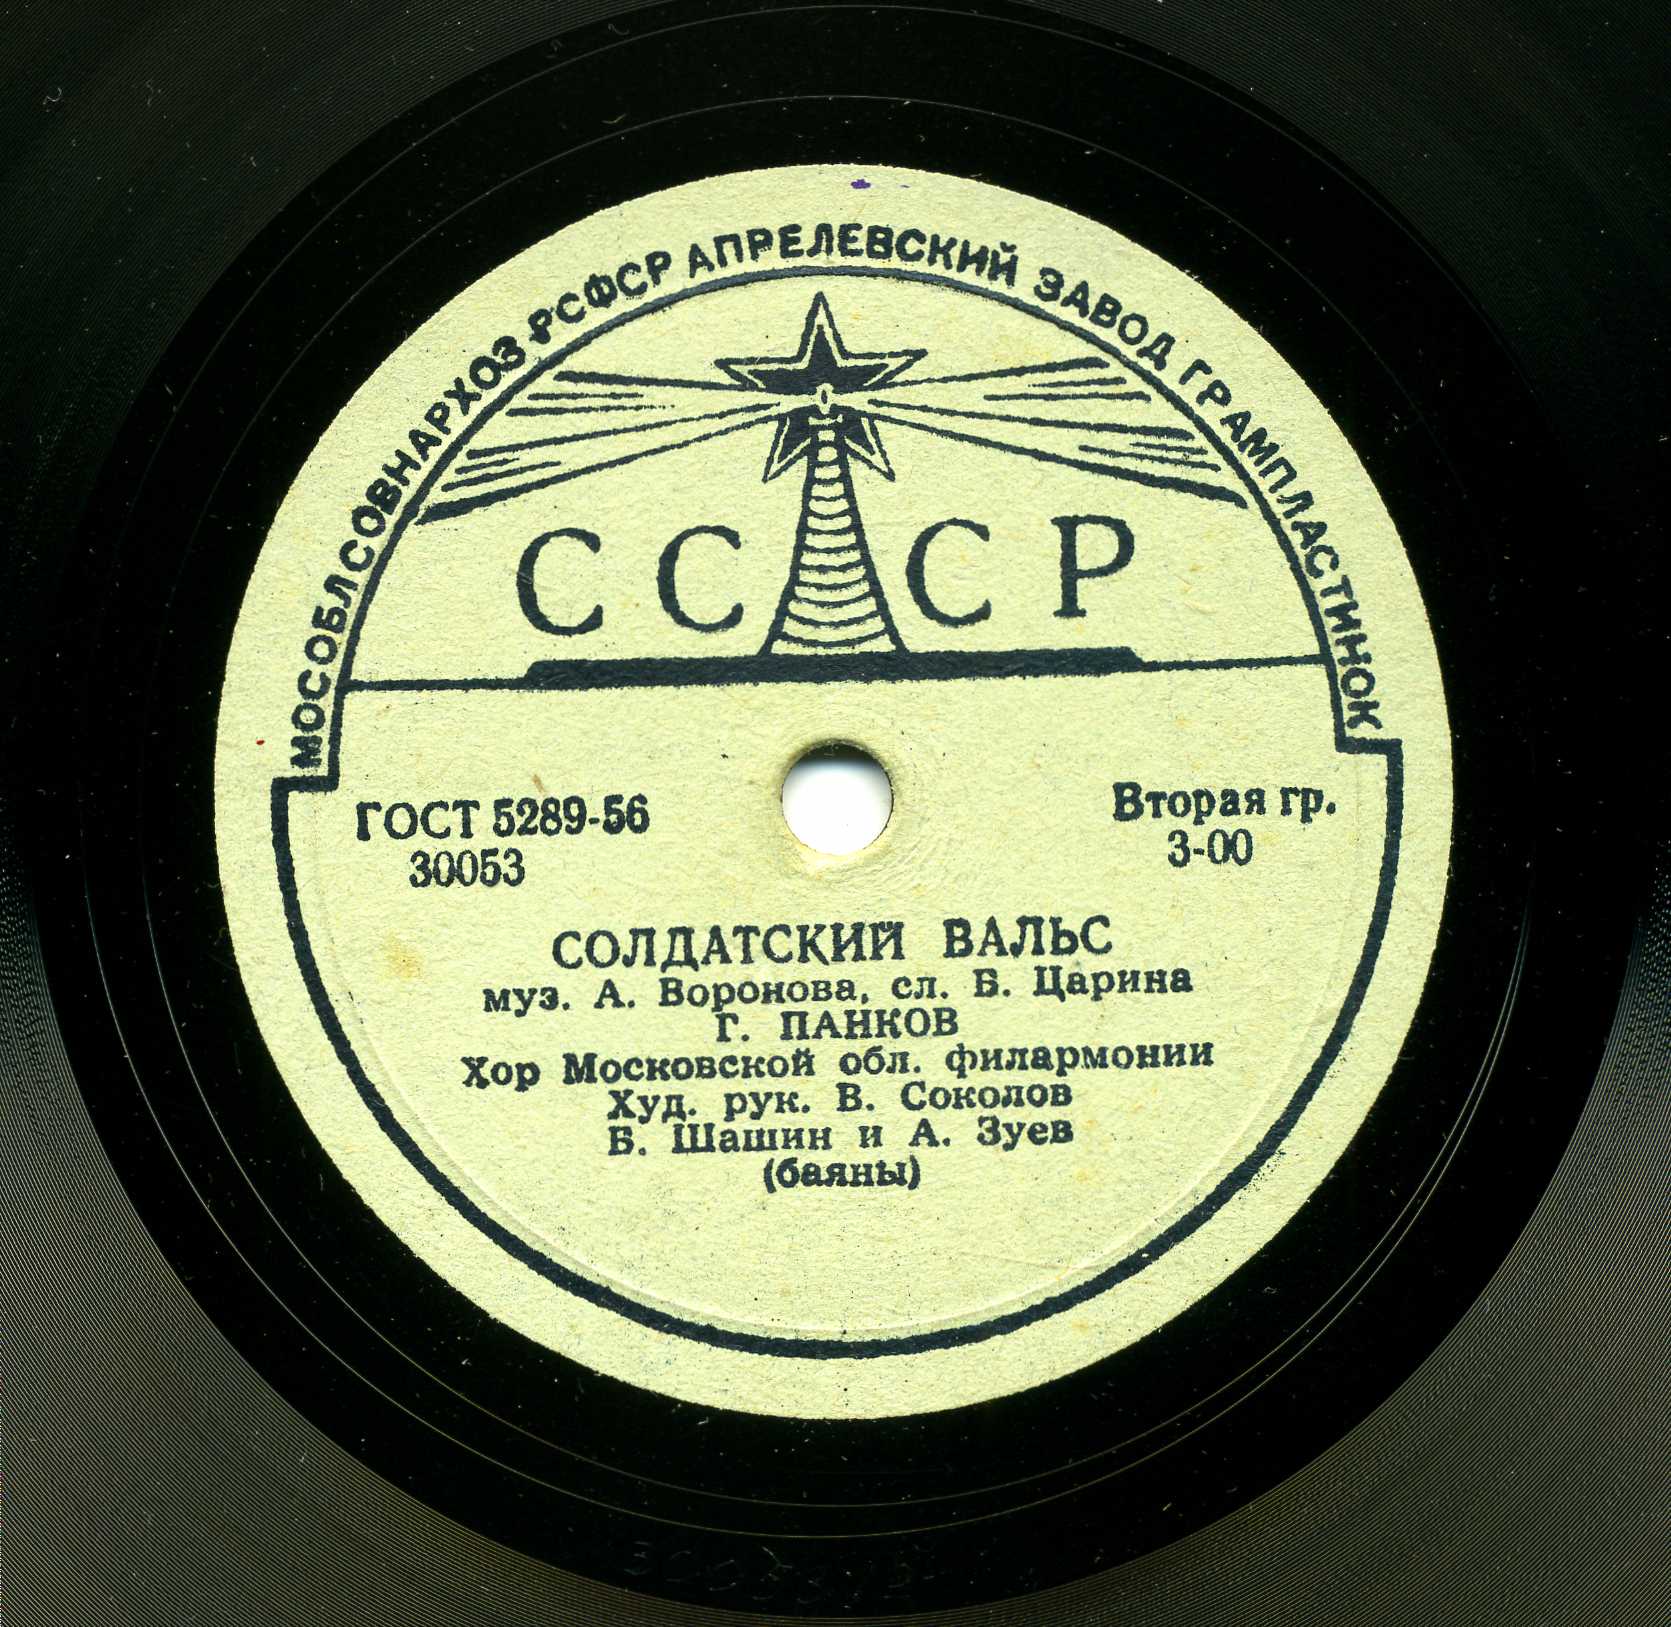 МОСОБЛСОВНАРХОЗ РСФСР АПРЕЛЕВСКИЙ ЗАВОД ГРАМПЛАСТИНОК
СССР
ГОСТ 5289-56
30053
Вторая гр.
3-00
СОЛДАТСКИЙ ВАЛЬС
муз. А. Воронова, сл. Б. Царина
Г. ПАНКОВ
Хор Московской обл. филармонии
Худ. рук. В. Соколов
Б. Шашин и А. Зуев
(баяны)